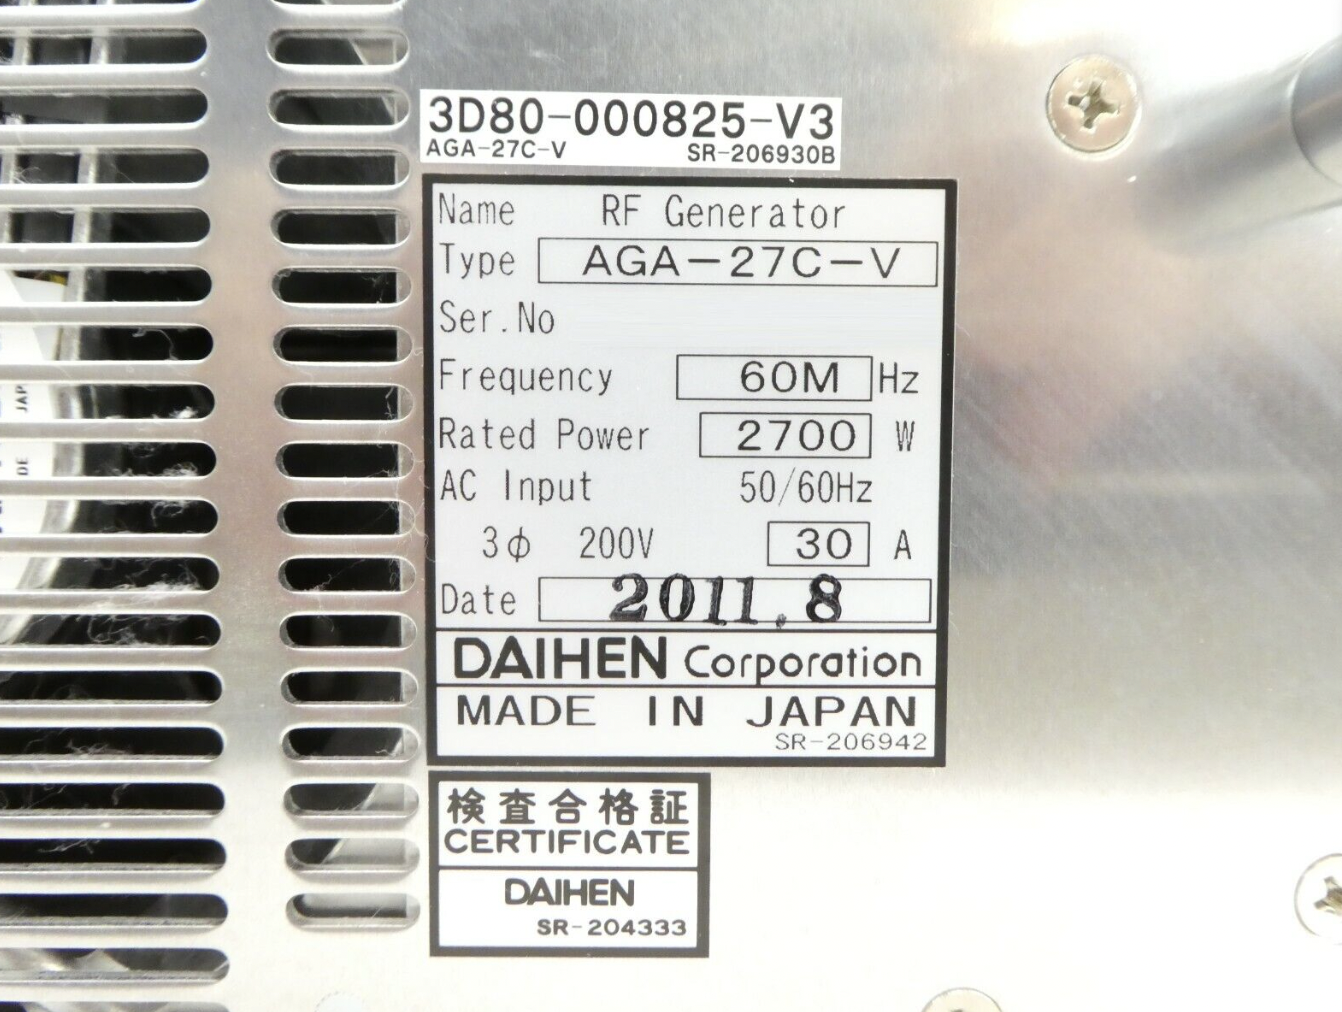 3D80-000825-V3
AGA-27C-V SR-206930B
Name RF Generator
Type AGA-27C-V
Ser.No
Frequency 60M Hz
Rated Power 2700 W
AC Input 50/60Hz
3φ 200V 30 A
Date 2011.8
DAIHEN Corporation
MADE IN JAPAN
SR-206942
検査合格証
CERTIFICATE
DAIHEN
SR-204333
JAP
DE